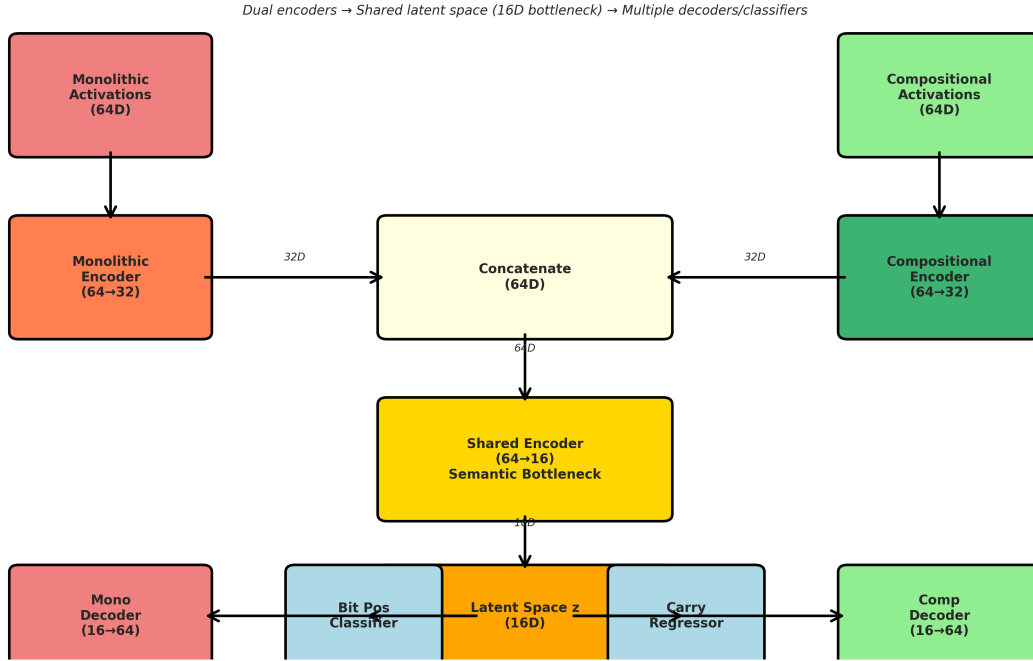 Dual encoders → Shared latent space (16D bottleneck) → Multiple decoders/classifiers
Monolithic
Activations
(64D)
Compositional
Activations
(64D)
Monolithic
Encoder
(64→32)
32D
Concatenate
(64D)
32D
Compositional
Encoder
(64→32)
64D
Shared Encoder
(64→16)
Semantic Bottleneck
16D
Mono
Decoder
(16→64)
Bit Pos
Classifier
Latent Space z
(16D)
Carry
Regressor
Comp
Decoder
(16→64)